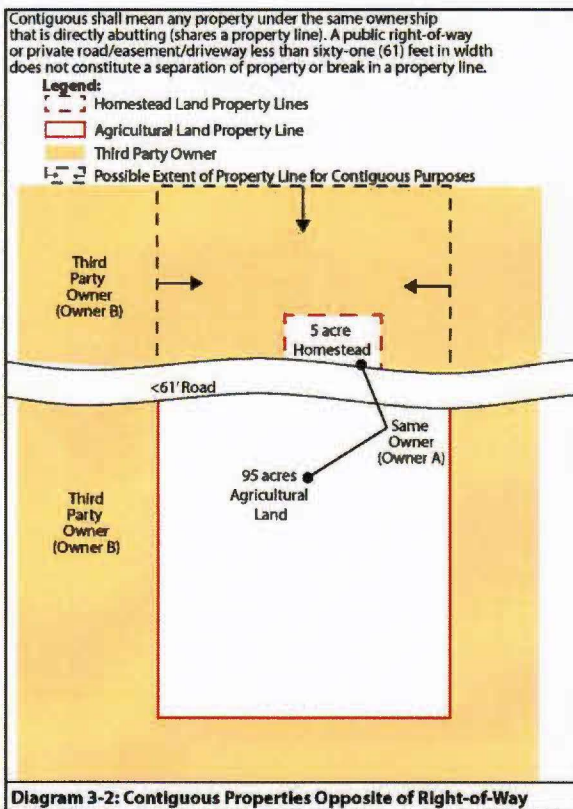 Contiguous shall mean any property under the same ownership
that is directly abutting (shares a property line). A public right-of-way
or private road/easement/driveway less than sixty-one (61) feet in width
does not constitute a separation of property or break in a property line.
Legend:
Homestead Land Property Lines
Agricultural Land Property Line
Third Party Owner
Possible Extent of Property Line for Contiguous Purposes
Third
Party
Owner
(Owner B)
5 acre
Homestead
<61' Road
Same
Owner
(Owner A)
95 acres
Agricultural
Land
Third
Party
Owner
(Owner B)
Diagram 3-2: Contiguous Properties Opposite of Right-of-Way